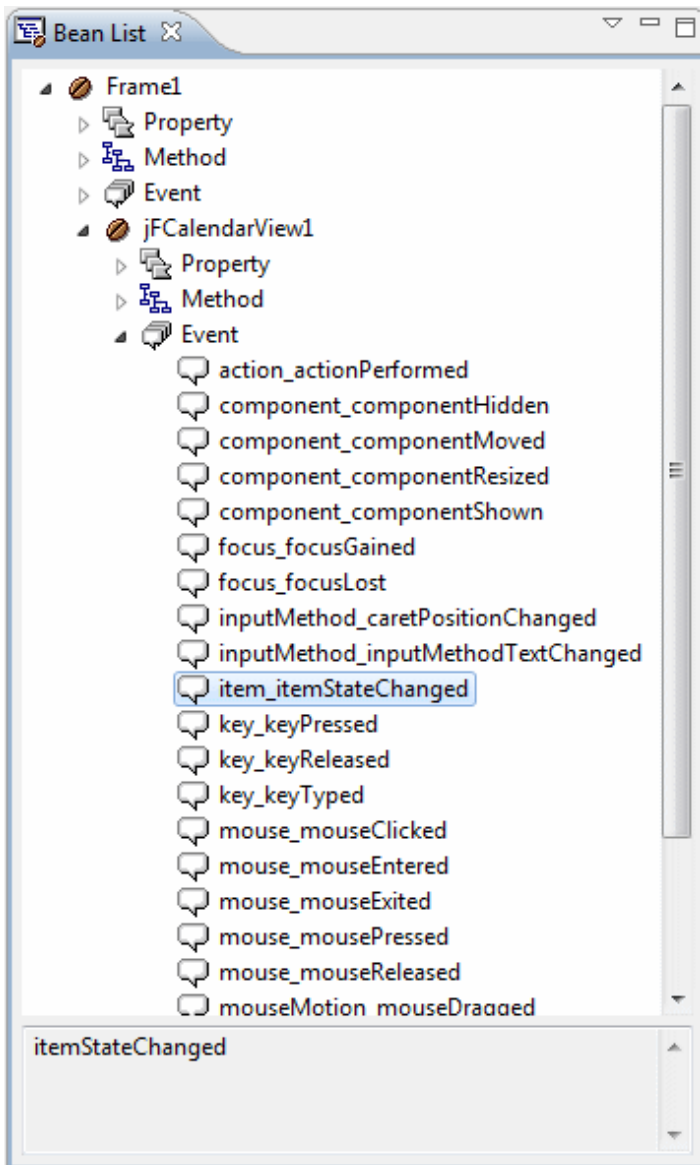 Bean List
Frame1
Property
Method
Event
jFCalendarView1
Property
Method
Event
action_actionPerformed
component_componentHidden
component_componentMoved
component_componentResized
component_componentShown
focus_focusGained
focus_focusLost
inputMethod_caretPositionChanged
inputMethod_inputMethodTextChanged
item_itemStateChanged
key_keyPressed
key_keyReleased
key_keyTyped
mouse_mouseClicked
mouse_mouseEntered
mouse_mouseExited
mouse_mousePressed
mouse_mouseReleased
mouseMotion_mouseDragged
itemStateChanged